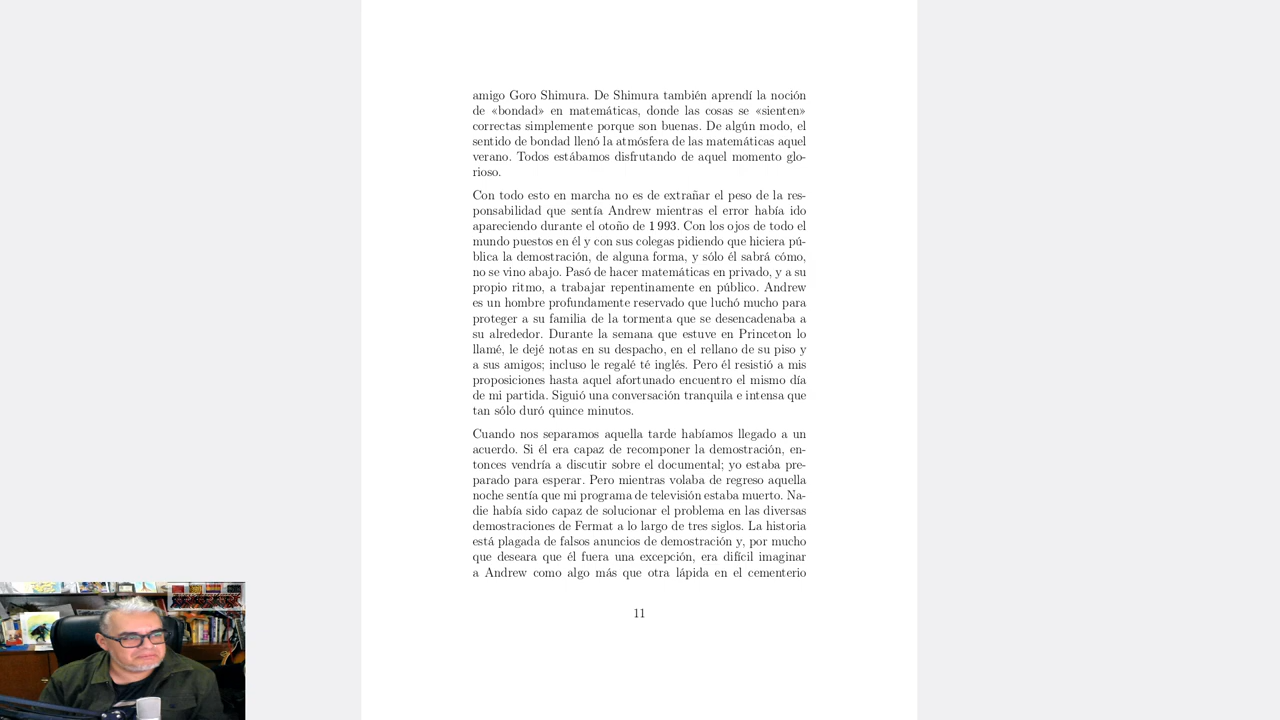 amigo Goro Shimura. De Shimura también aprendí la noción
de «bondad» en matemáticas, donde las cosas se «sienten»
correctas simplemente porque son buenas. De algún modo, el
sentido de bondad llenó la atmósfera de las matemáticas aquel
verano. Todos estábamos disfrutando de aquel momento glo-
rioso.
Con todo esto en marcha no es de extrañar el peso de la res-
ponsabilidad que sentía Andrew mientras el error había ido
apareciendo durante el otoño de 1 993. Con los ojos de todo el
mundo puestos en él y con sus colegas pidiendo que hiciera pú-
blica la demostración, de alguna forma, y sólo él sabrá cómo,
no se vino abajo. Pasó de hacer matemáticas en privado, y a su
propio ritmo, a trabajar repentinamente en público. Andrew
es un hombre profundamente reservado que luchó mucho para
proteger a su familia de la tormenta que se desencadenaba a
su alrededor. Durante la semana que estuve en Princeton lo
llamé, le dejé notas en su despacho, en el rellano de su piso y
a sus amigos; incluso le regalé té inglés. Pero él resistió a mis
proposiciones hasta aquel afortunado encuentro el mismo día
de mi partida. Siguió una conversación tranquila e intensa que
tan sólo duró quince minutos.
Cuando nos separamos aquella tarde habíamos llegado a un
acuerdo. Si él era capaz de recomponer la demostración, en-
tonces vendría a discutir sobre el documental; yo estaba pre-
parado para esperar. Pero mientras volaba de regreso aquella
noche sentía que mi programa de televisión estaba muerto. Na-
die había sido capaz de solucionar el problema en las diversas
demostraciones de Fermat a lo largo de tres siglos. La historia
está plagada de falsos anuncios de demostración y, por mucho
que deseara que él fuera una excepción, era difícil imaginar
a Andrew como algo más que otra lápida en el cementerio
11